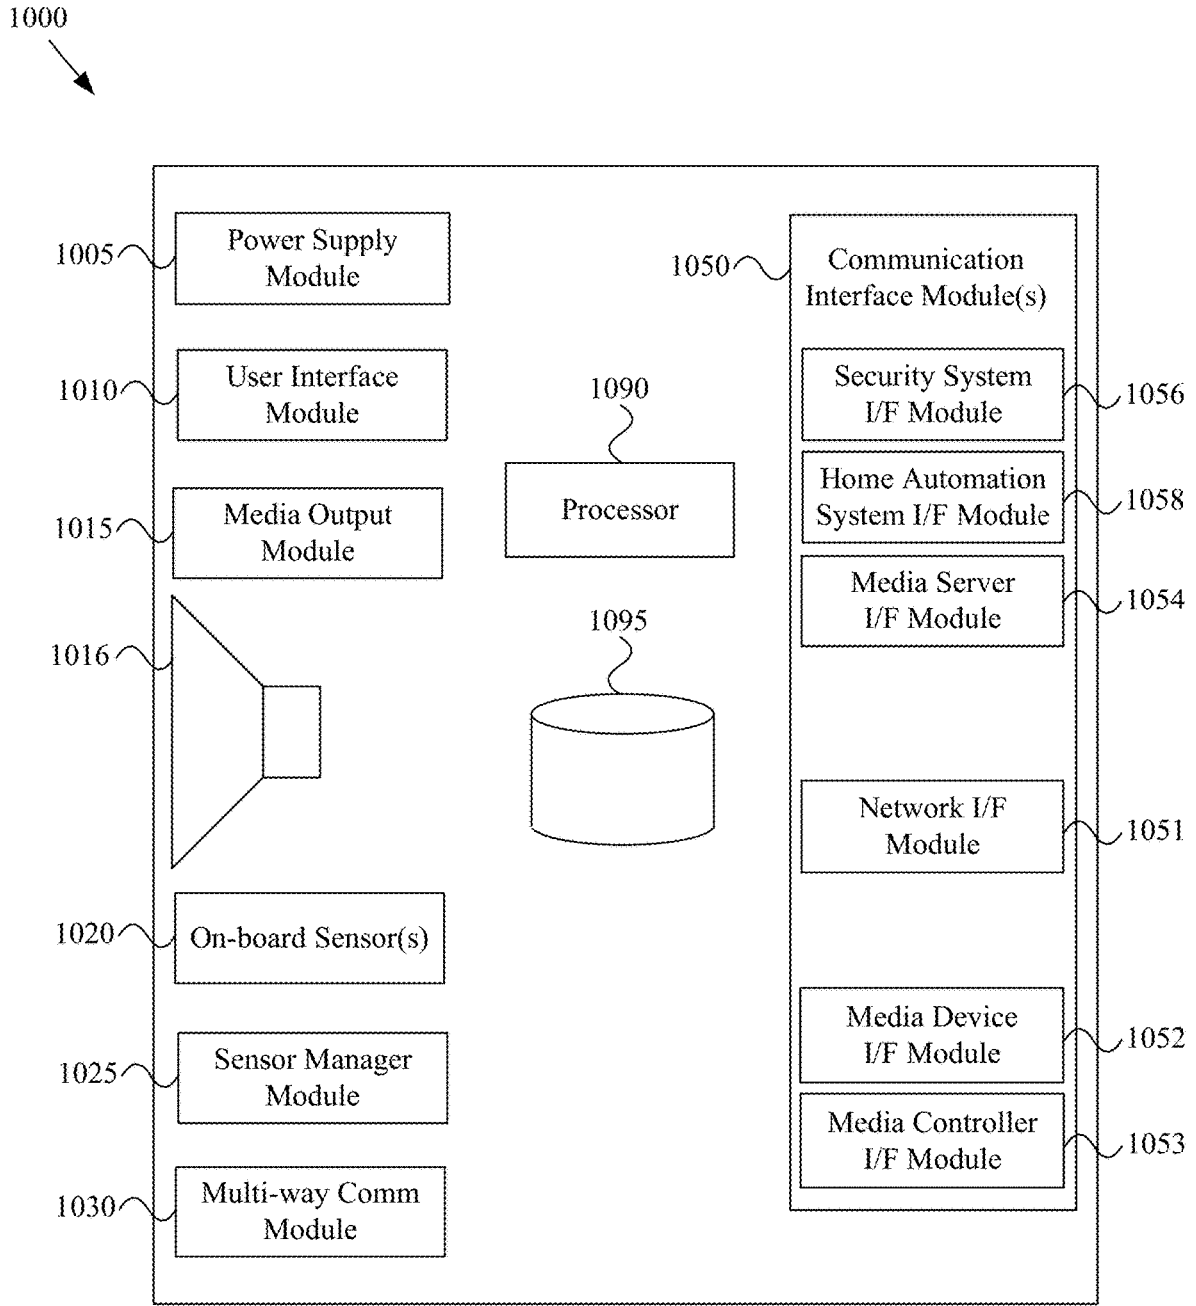 1000
1005
Power Supply
Module
1010
User Interface
Module
1015
Media Output
Module
1016
1020
On-board Sensor(s)
1025
Sensor Manager
Module
1030
Multi-way Comm
Module
1090
Processor
1095
1050
Communication
Interface Module(s)
Security System
I/F Module
1056
Home Automation
System I/F Module
1058
Media Server
I/F Module
1054
Network I/F
Module
1051
Media Device
I/F Module
1052
Media Controller
I/F Module
1053